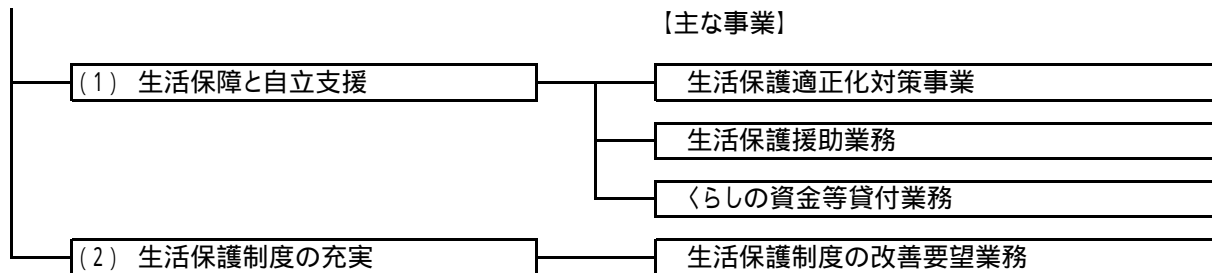 【主な事業】
(1) 生活保障と自立支援
生活保護適正化対策事業
生活保護援助業務
くらしの資金等貸付業務
(2) 生活保護制度の充実
生活保護制度の改善要望業務